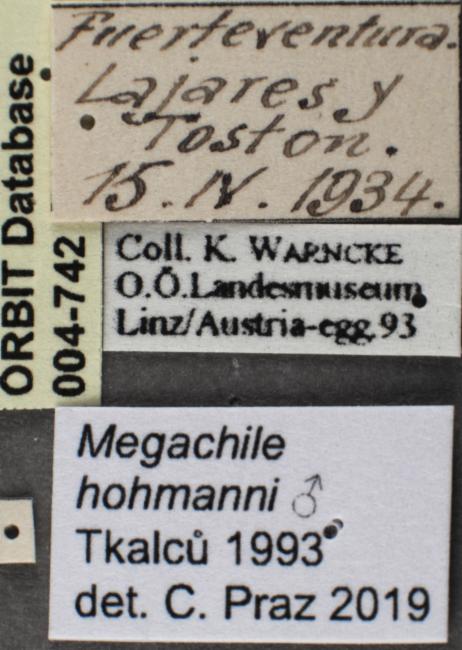 Fuerteventura.
Lajares y
Toston.
15. IV. 1934.
ORBIT Database
004-742
Coll. K. WARNCKE
O.Ö.Landesmuseum
Linz/Austria-egg.93
Megachile
hohmanni ♂
Tkalců 1993
det. C. Praz 2019